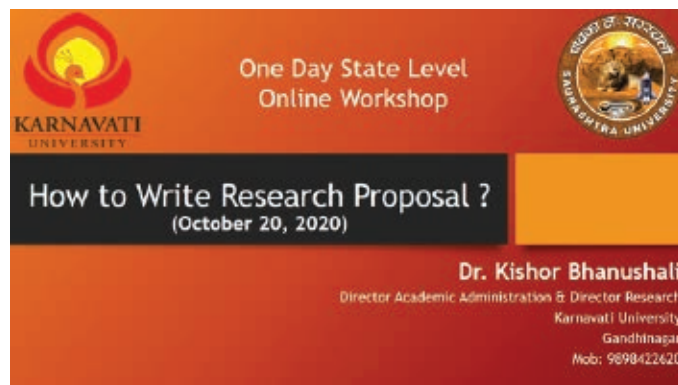 One Day State Level
Online Workshop
KARNAVATI
UNIVERSITY
SAURASHTRA UNIVERSITY
How to Write Research Proposal ?
(October 20, 2020)
Dr. Kishor Bhanushali
Director Academic Administration & Director Research
Karnavati University
Gandhinagar
Mob: 9898422620